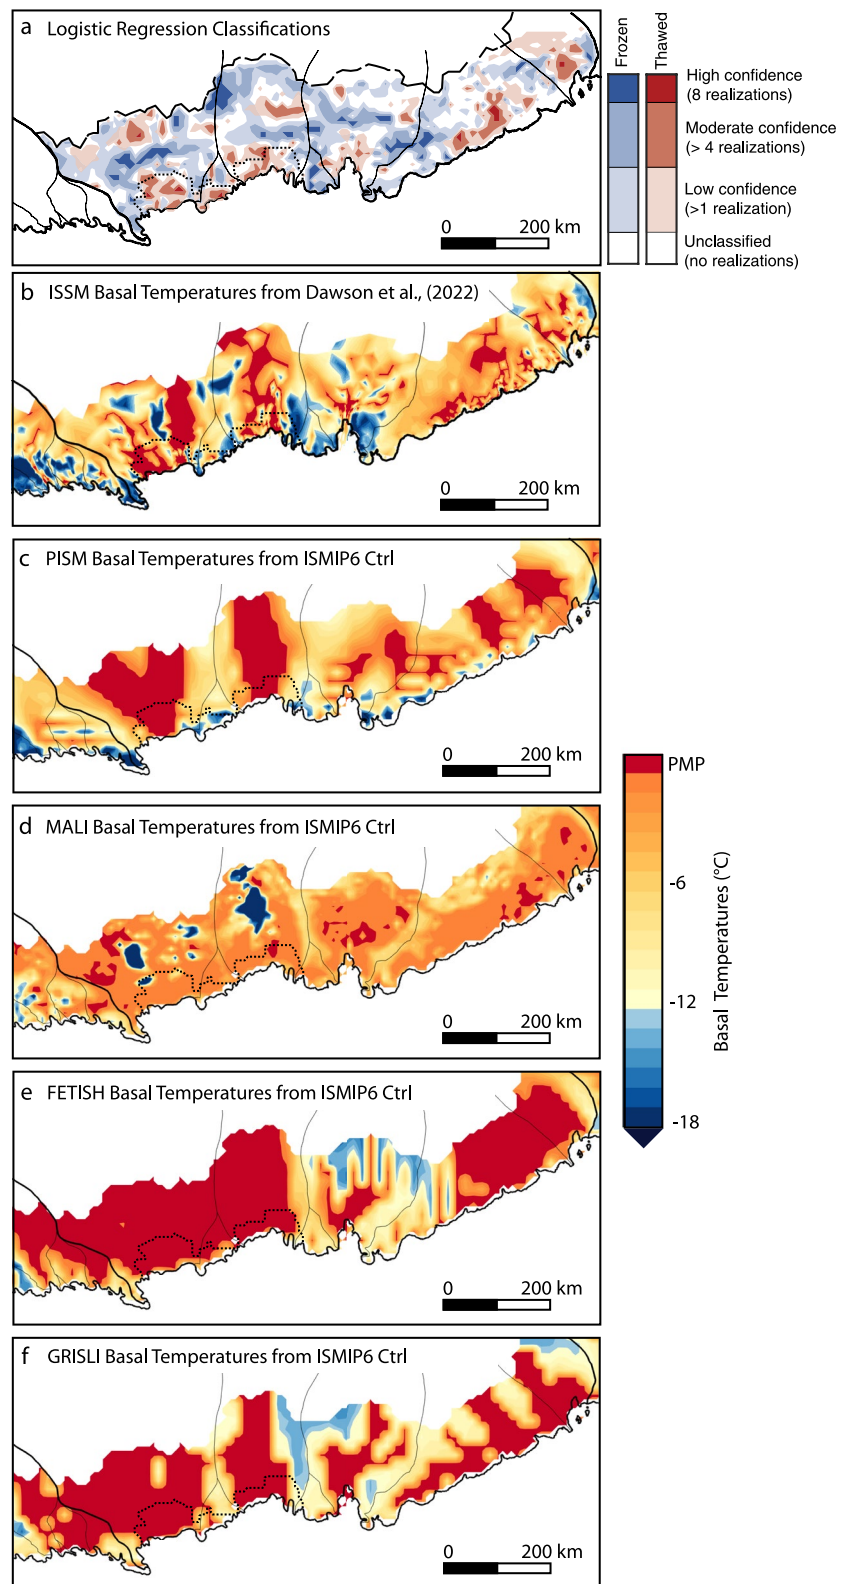 a Logistic Regression Classifications
Frozen
Thawed
High confidence
(8 realizations)
Moderate confidence
(> 4 realizations)
Low confidence
(>1 realization)
Unclassified
(no realizations)
0 200 km
b ISSM Basal Temperatures from Dawson et al., (2022)
0 200 km
c PISM Basal Temperatures from ISMIP6 Ctrl
0 200 km
d MALI Basal Temperatures from ISMIP6 Ctrl
0 200 km
e FETISH Basal Temperatures from ISMIP6 Ctrl
0 200 km
f GRISLI Basal Temperatures from ISMIP6 Ctrl
0 200 km
PMP
-6
-12
-18
Basal Temperatures (°C)